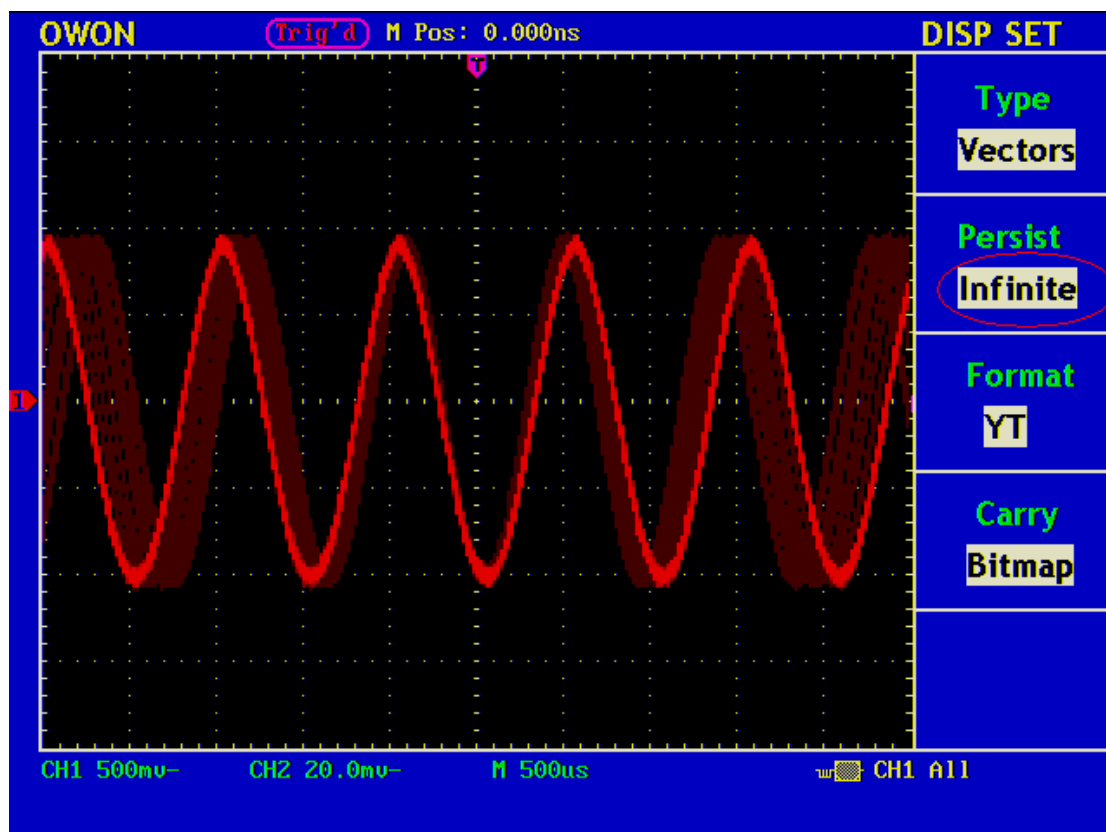 OWON
Trig'd
M Pos: 0.000ns
DISP SET
T
Type
Vectors
Persist
Infinite
Format
YT
Carry
Bitmap
1
CH1 500mv-
CH2 20.0mv-
M 500us
CH1 All